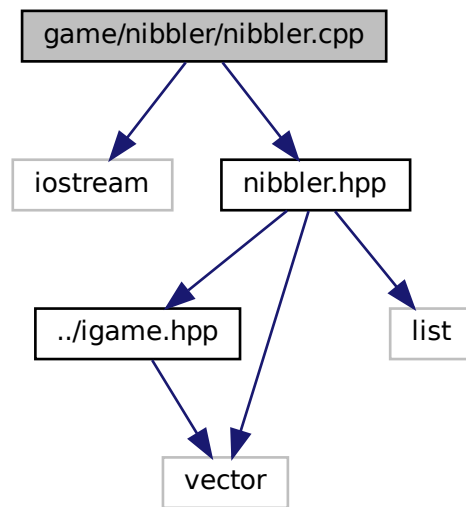 game/nibbler/nibbler.cpp
iostream
nibbler.hpp
../igame.hpp
list
vector